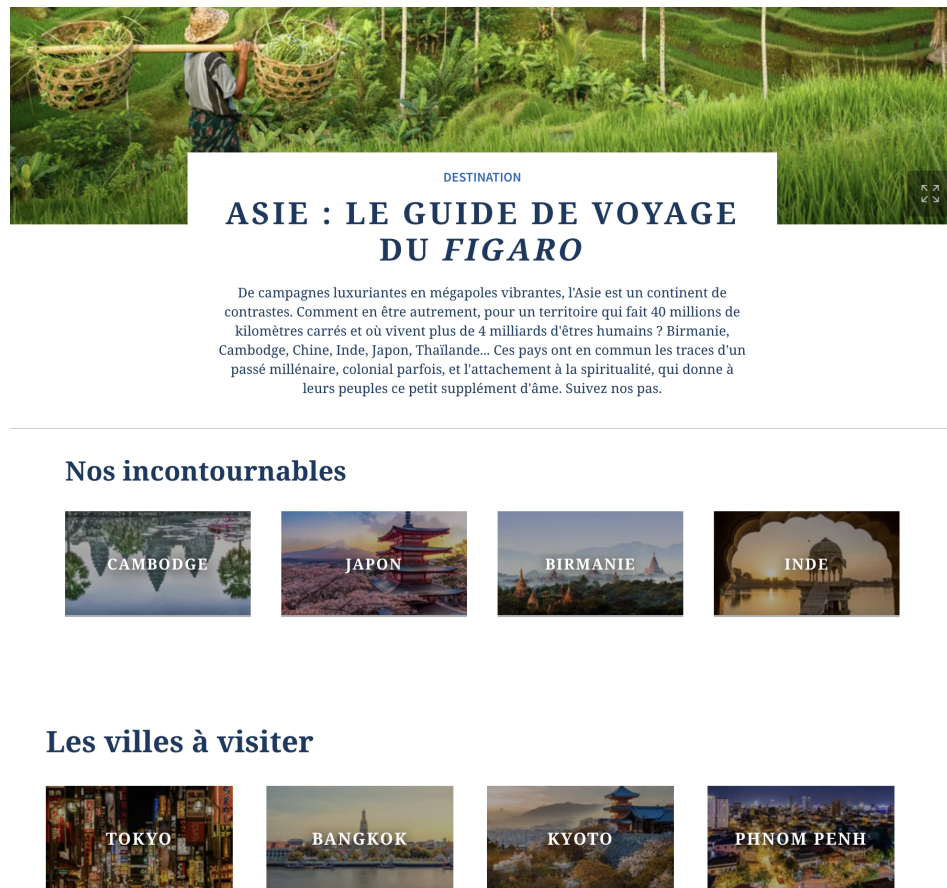 DESTINATION
ASIE : LE GUIDE DE VOYAGE
DU FIGARO
De campagnes luxuriantes en mégapoles vibrantes, l'Asie est un continent de
contrastes. Comment en être autrement, pour un territoire qui fait 40 millions de
kilomètres carrés et où vivent plus de 4 milliards d'êtres humains ? Birmanie,
Cambodge, Chine, Inde, Japon, Thaïlande... Ces pays ont en commun les traces d'un
passé millénaire, colonial parfois, et l'attachement à la spiritualité, qui donne à
leurs peuples ce petit supplément d'âme. Suivez nos pas.
Nos incontournables
CAMBODGE
JAPON
BIRMANIE
INDE
Les villes à visiter
TOKYO
BANGKOK
KYOTO
PHNOM PENH